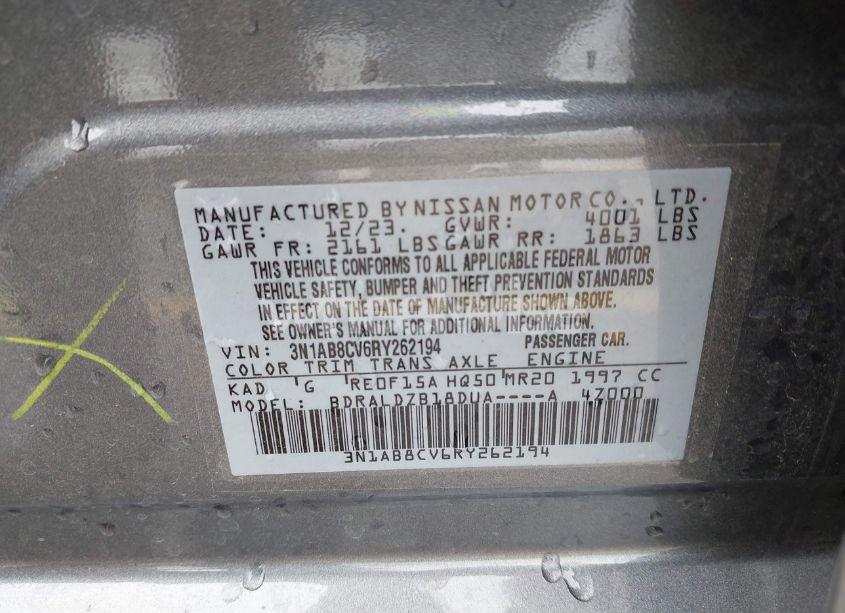 MANUFACTURED BY NISSAN MOTOR CO., LTD.
DATE: 12/23. GVWR: 4001 LBS
GAWR FR: 2161 LBS GAWR RR: 1863 LBS
THIS VEHICLE CONFORMS TO ALL APPLICABLE FEDERAL MOTOR
VEHICLE SAFETY, BUMPER AND THEFT PREVENTION STANDARDS
IN EFFECT ON THE DATE OF MANUFACTURE SHOWN ABOVE.
SEE OWNER'S MANUAL FOR ADDITIONAL INFORMATION.
VIN: 3N1AB8CV6RY262194 PASSENGER CAR.
COLOR TRIM TRANS AXLE ENGINE
KAD 'G 'RE0F15A HQ50 MR20 1997 CC
MODEL: BDRALDZB18DUA----A 4Z000
3N1AB8CV6RY262194